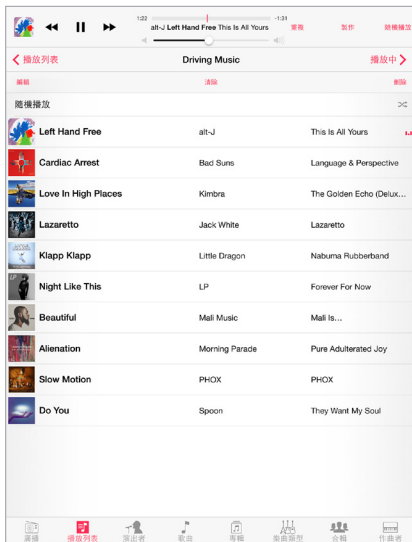 1:22 -1:31
alt-J Left Hand Free This Is All Yours 重複 製作 隨機播放
播放列表 Driving Music 播放中
編輯 清除 刪除
隨機播放
Left Hand Free alt-J This Is All Yours
Cardiac Arrest Bad Suns Language & Perspective
Love In High Places Kimbra The Golden Echo (Delux...
Lazaretto Jack White Lazaretto
Klapp Klapp Little Dragon Nabuma Rubberband
Night Like This LP Forever For Now
Beautiful Mali Music Mali Is...
Alienation Morning Parade Pure Adulterated Joy
Slow Motion PHOX PHOX
Do You Spoon They Want My Soul
廣播 播放列表 演出者 歌曲 專輯 樂曲類型 合輯 作曲者